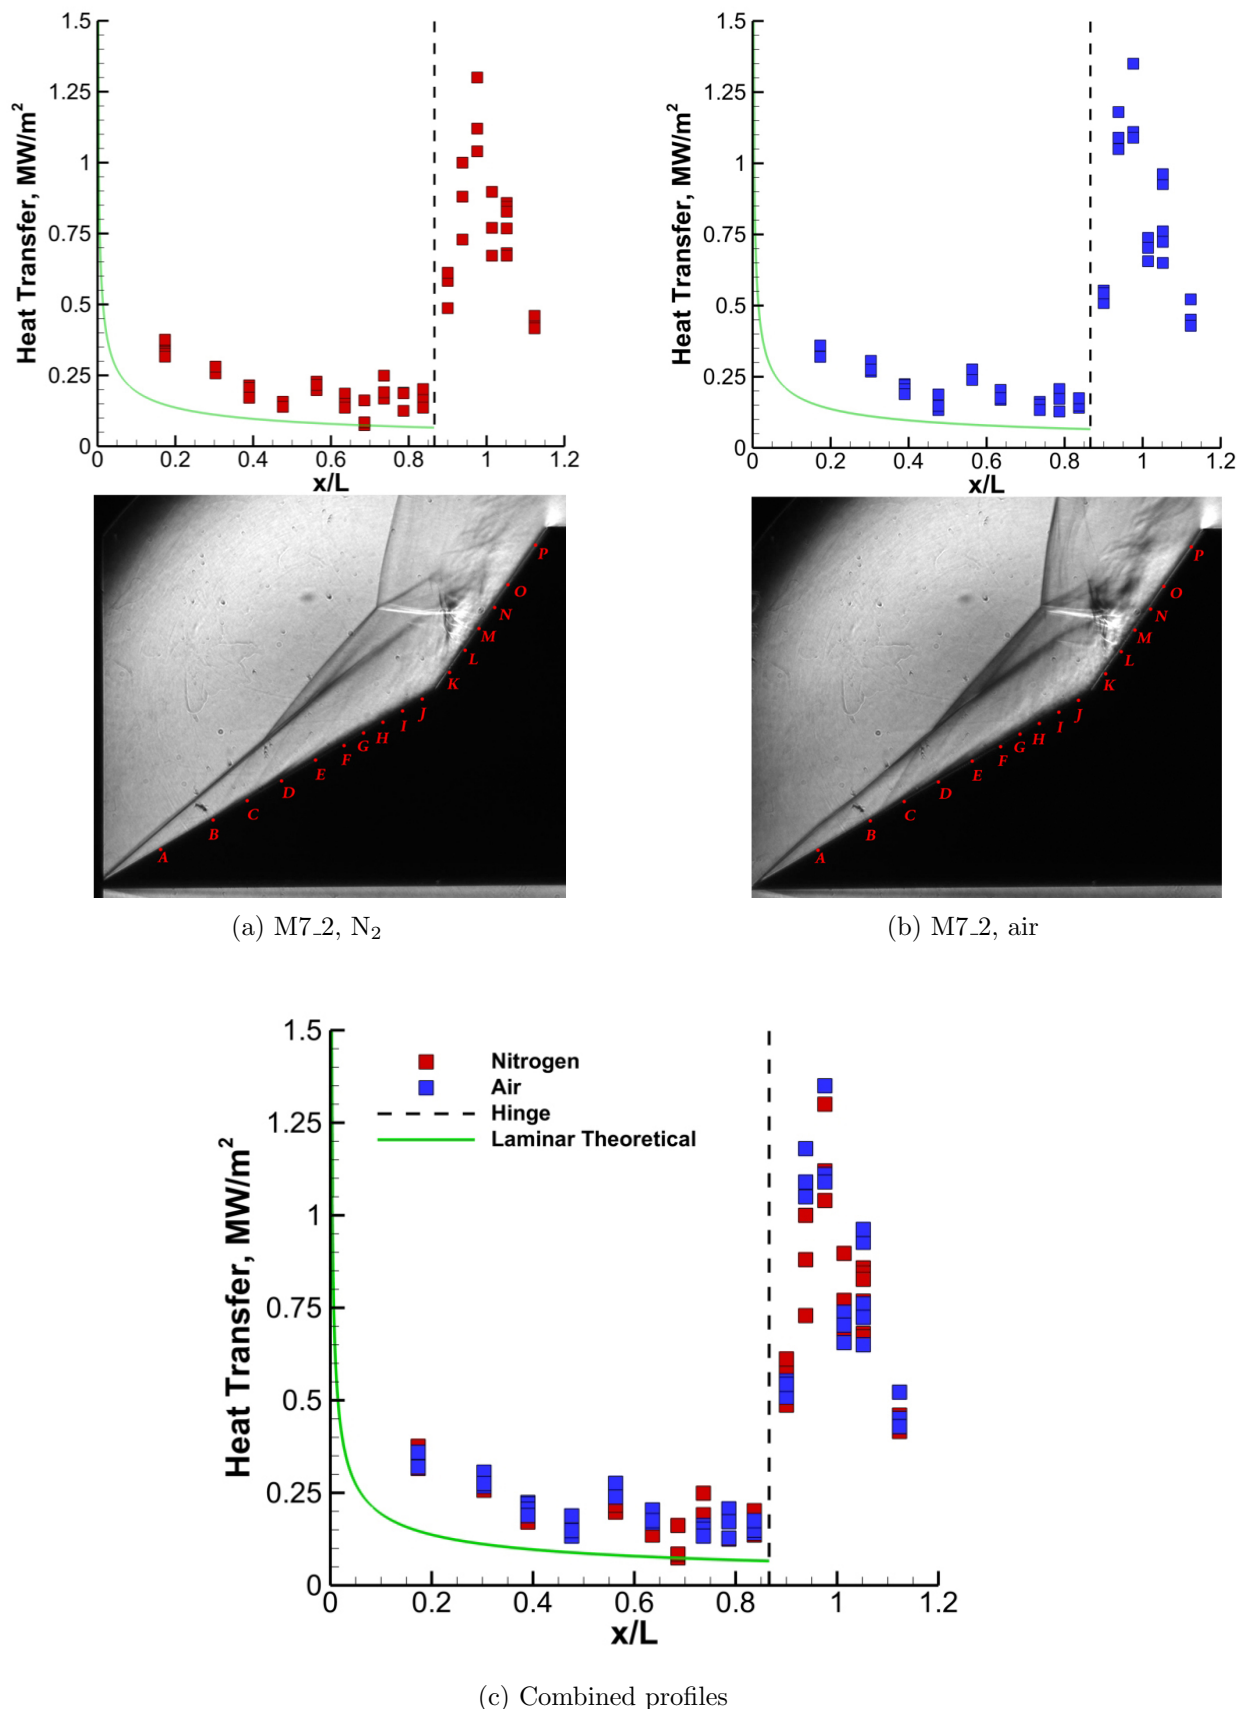 1.5
1.25
1
0.75
0.5
0.25
0
Heat Transfer, MW/m²
0 0.2 0.4 0.6 0.8 1 1.2
x/L
1.5
1.25
1
0.75
0.5
0.25
0
Heat Transfer, MW/m²
0 0.2 0.4 0.6 0.8 1 1.2
x/L
P
O
N
M
L
K
J
I
H
G
F
E
D
C
B
A
P
O
N
M
L
K
J
I
H
G
F
E
D
C
B
A
(a) M7_2, N₂
(b) M7_2, air
1.5
1.25
1
0.75
0.5
0.25
0
Heat Transfer, MW/m²
Nitrogen
Air
Hinge
Laminar Theoretical
0 0.2 0.4 0.6 0.8 1 1.2
x/L
(c) Combined profiles